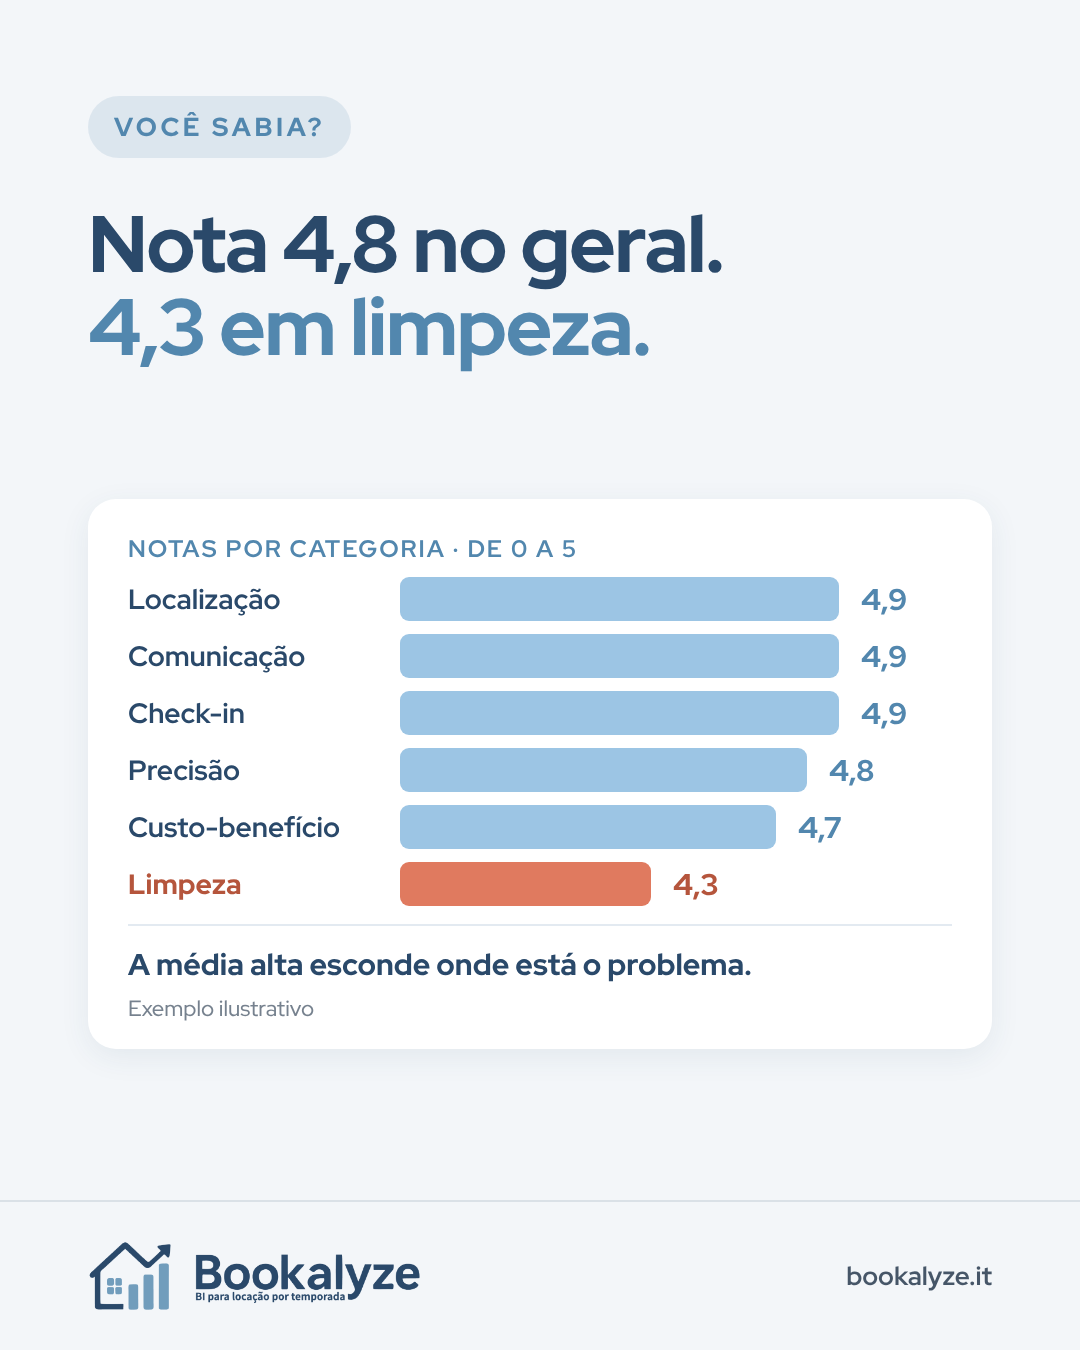 VOCÊ SABIA?
Nota 4,8 no geral.
4,3 em limpeza.
NOTAS POR CATEGORIA · DE 0 A 5
Localização 4,9
Comunicação 4,9
Check-in 4,9
Precisão 4,8
Custo-benefício 4,7
Limpeza 4,3
A média alta esconde onde está o problema.
Exemplo ilustrativo
Bookalyze
BI para locação por temporada
bookalyze.it